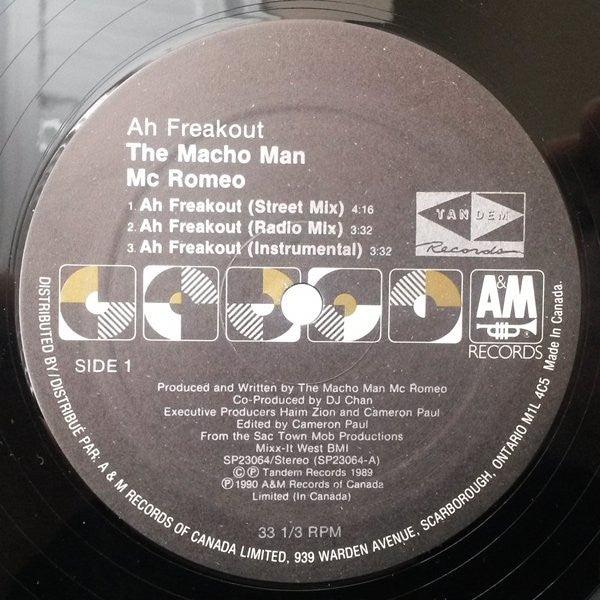 Ah Freakout
The Macho Man
Mc Romeo
1. Ah Freakout (Street Mix) 4:16
2. Ah Freakout (Radio Mix) 3:32
3. Ah Freakout (Instrumental) 3:32
TANDEM
Records
A&M
RECORDS
SIDE 1
Produced and Written by The Macho Man Mc Romeo
Co-Produced by DJ Chan
Executive Producers Haim Zion and Cameron Paul
Edited by Cameron Paul
From the Sac Town Mob Productions
Mixx-It West BMI
SP23064/Stereo (SP23064-A)
Ⓒ Ⓟ Tandem Records 1989
Ⓟ 1990 A&M Records of Canada
Limited (In Canada)
33 1/3 RPM
DISTRIBUTED BY/DISTRIBUÉ PAR: A & M RECORDS OF CANADA LIMITED, 939 WARDEN AVENUE, SCARBOROUGH, ONTARIO M1L 4C5 Made In Canada.